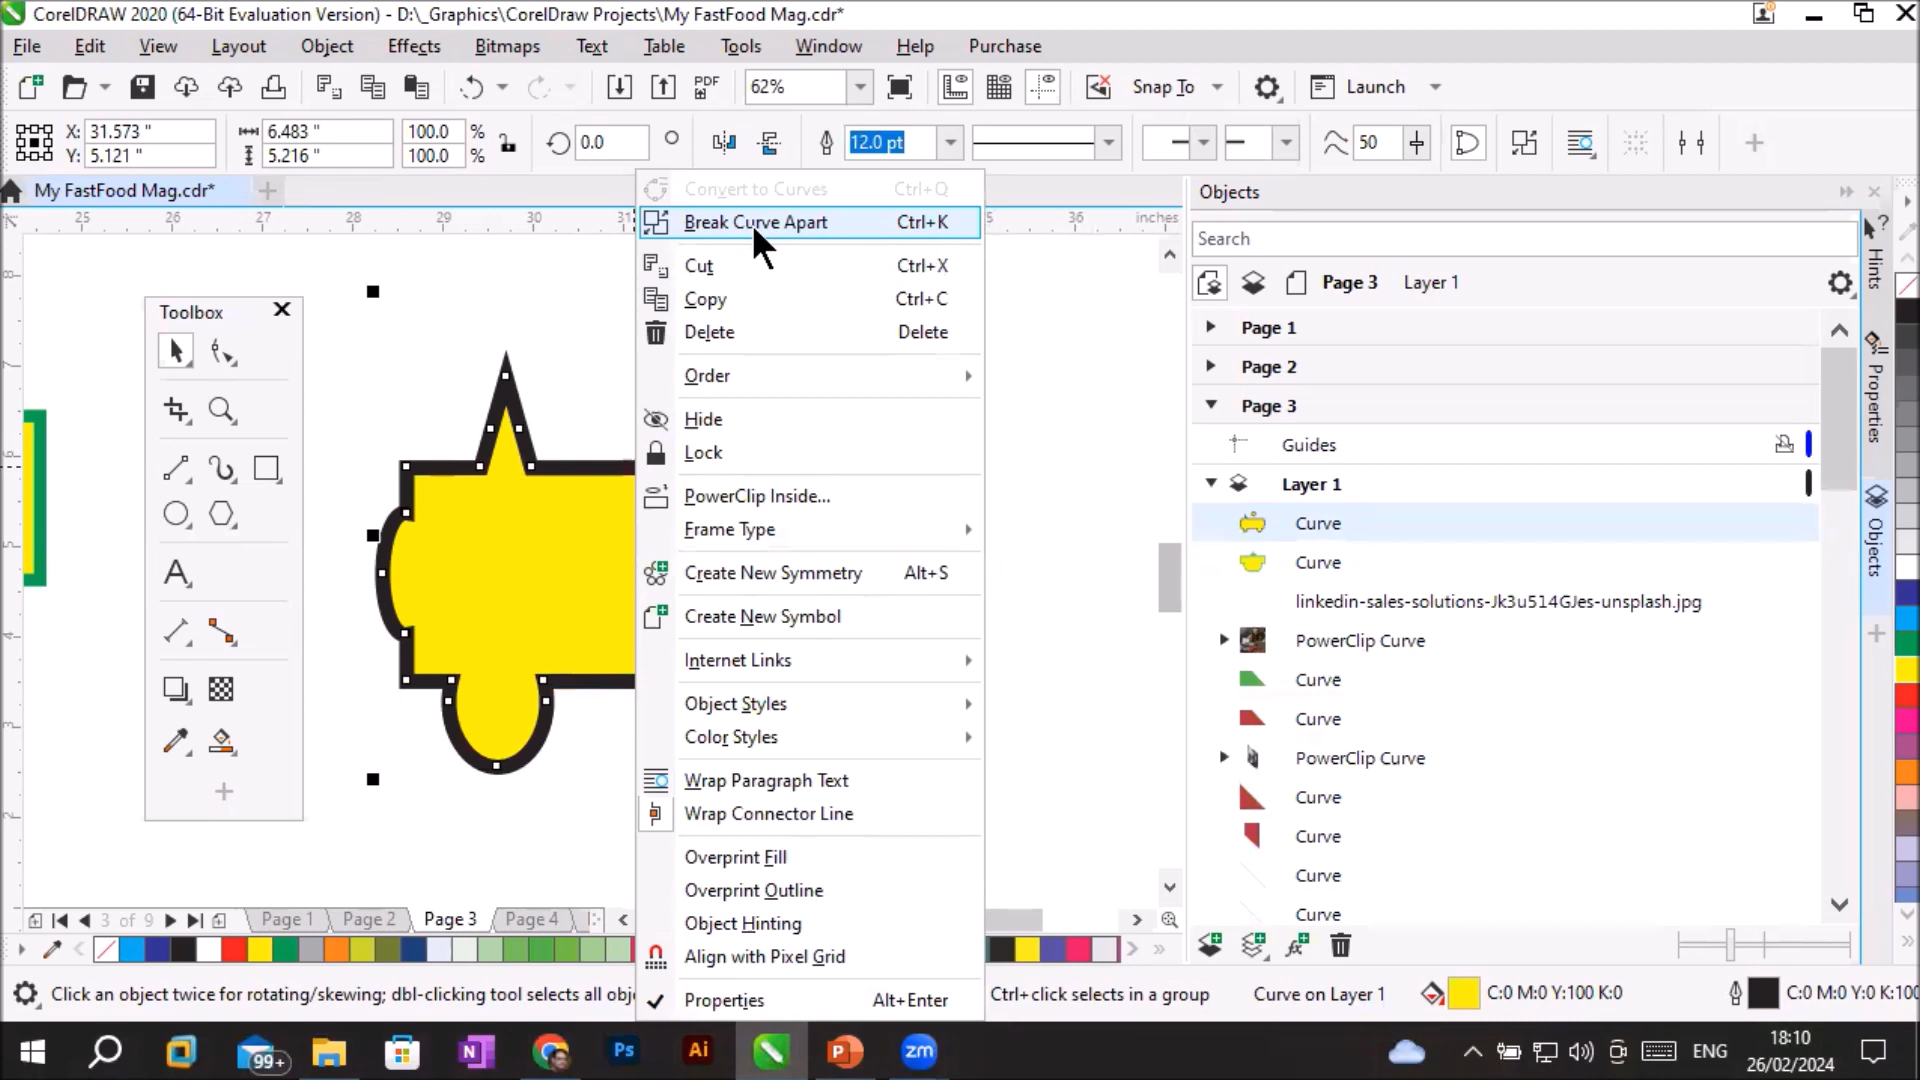 CorelDRAW 2020 (64-Bit Evaluation Version) - D:\_Graphics\CorelDraw Projects\My FastFood Mag.cdr*
File Edit View Layout Object Effects Bitmaps Text Table Tools Window Help Purchase
PDF 62% Snap To Launch
X: 31.573 " 6.483 " 100.0 % 0.0 12.0 pt 50
Y: 5.121 " 5.216 " 100.0 %
My FastFood Mag.cdr*
25 26 27 28 29 30 36 inches
Toolbox
Convert to Curves Ctrl+Q
Break Curve Apart Ctrl+K
Cut Ctrl+X
Copy Ctrl+C
Delete Delete
Order
Hide
Lock
PowerClip Inside...
Frame Type
Create New Symmetry Alt+S
Create New Symbol
Internet Links
Object Styles
Color Styles
Wrap Paragraph Text
Wrap Connector Line
Overprint Fill
Overprint Outline
Object Hinting
Align with Pixel Grid
Properties Alt+Enter
Objects
Search
Page 3 Layer 1
Page 1
Page 2
Page 3
Guides
Layer 1
Curve
Curve
linkedin-sales-solutions-Jk3u514GJes-unsplash.jpg
PowerClip Curve
Curve
Curve
PowerClip Curve
Curve
Curve
Curve
Curve
Hints
Properties
Objects
3 of 9 Page 1 Page 2 Page 3 Page 4
Click an object twice for rotating/skewing; dbl-clicking tool selects all obj Ctrl+click selects in a group Curve on Layer 1 C:0 M:0 Y:100 K:0 C:0 M:0 Y:0 K:100
99+ N Ps Ai P zm ENG
18:10
26/02/2024